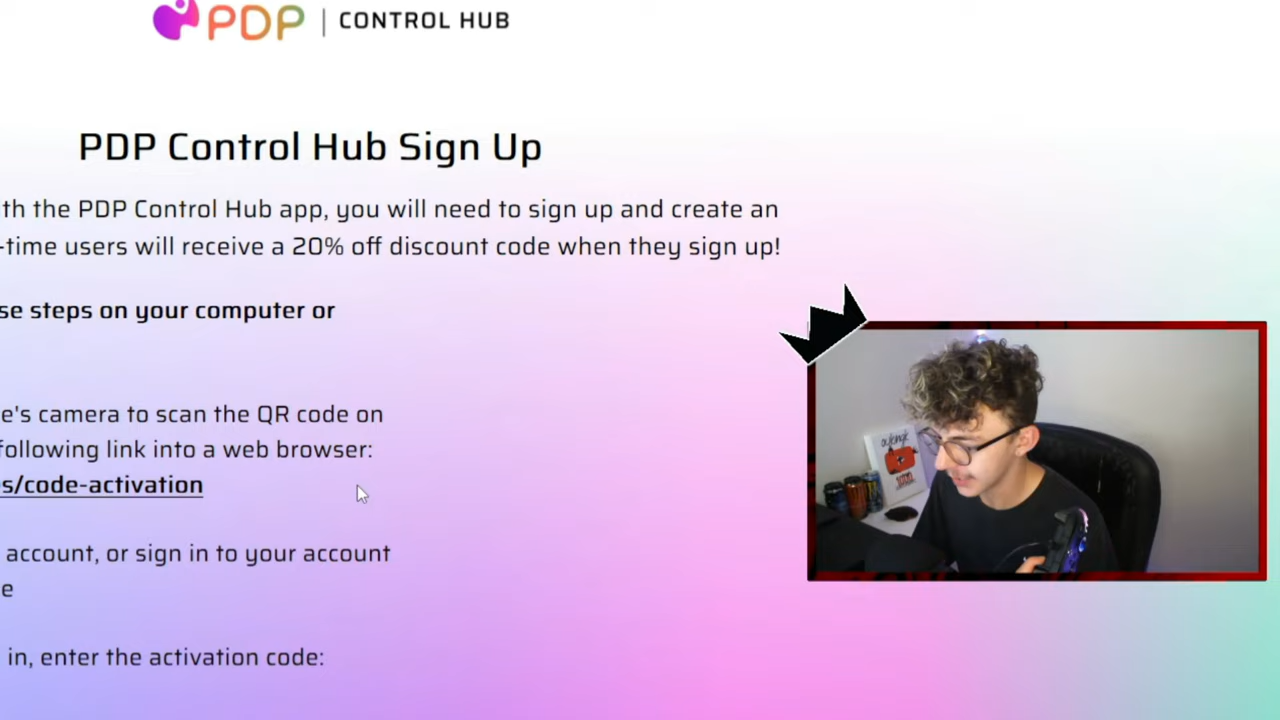 PDP | CONTROL HUB
PDP Control Hub Sign Up
th the PDP Control Hub app, you will need to sign up and create an
-time users will receive a 20% off discount code when they sign up!
se steps on your computer or
e's camera to scan the QR code on
following link into a web browser:
s/code-activation
account, or sign in to your account
e
in, enter the activation code: